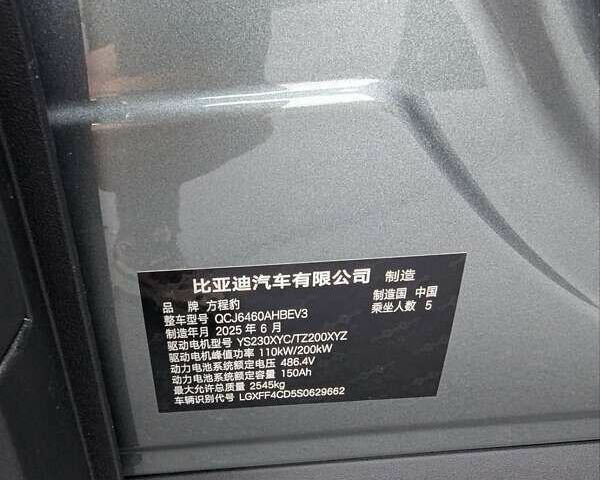 比亚迪汽车有限公司 制造
品 牌 方程豹 制造国 中国
整车型号 QCJ6460AHBEV3 乘坐人数 5
制造年月 2025 年 6 月
驱动电机型号 YS230XYC/TZ200XYZ
驱动电机峰值功率 110kW/200kW
动力电池系统额定电压 486.4V
动力电池系统额定容量 150Ah
最大允许总质量 2545kg
车辆识别代号 LGXFF4CD5S0629662